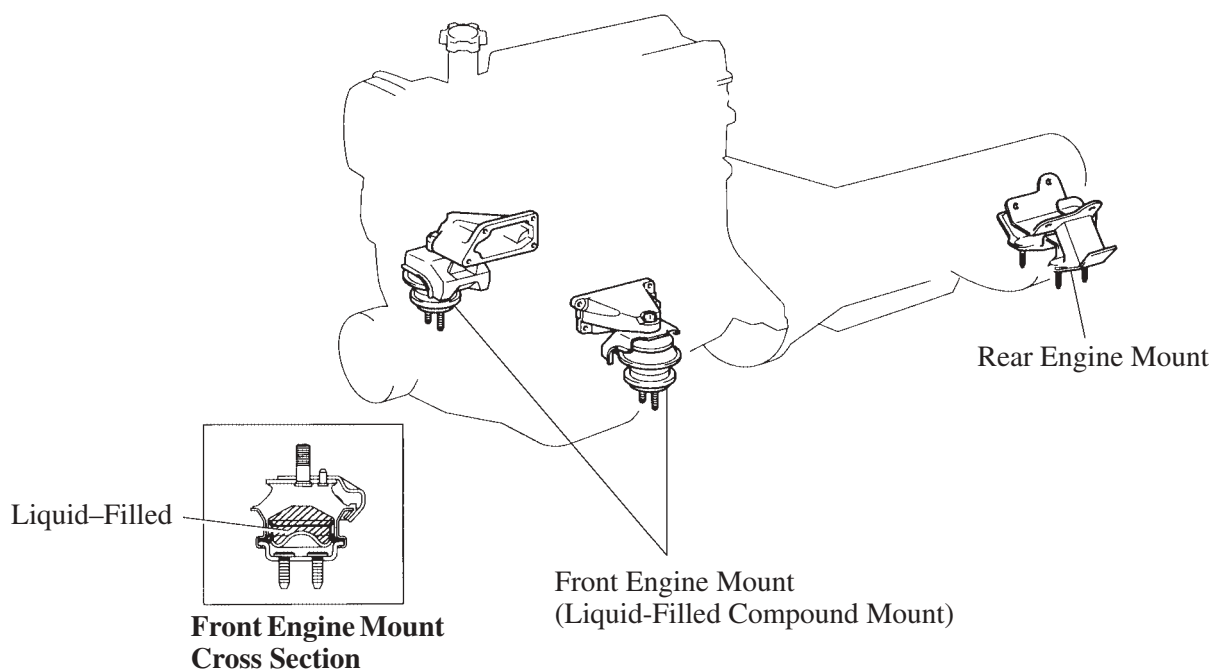 Rear Engine Mount
Liquid–Filled
Front Engine Mount
(Liquid-Filled Compound Mount)
Front Engine Mount
Cross Section